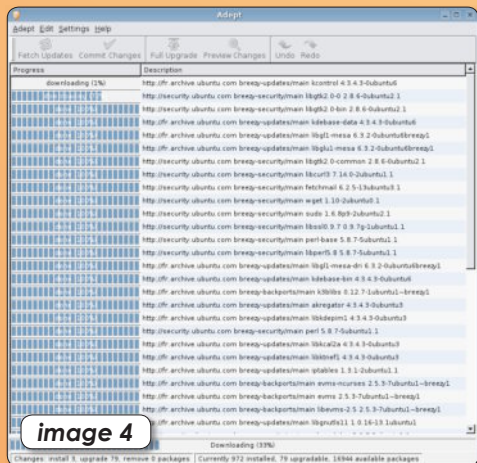 Adept
Adept Edit Settings Help
Fetch Updates Commit Changes Full Upgrade Preview Changes Undo Redo
Progress Description
downloading (1%) http://fr.archive.ubuntu.com breezy-updates/main kcontrol 4:3.4.3-0ubuntu6
http://security.ubuntu.com breezy-security/main libgtk2.0-0 2.8.6-0ubuntu2.1
http://security.ubuntu.com breezy-security/main libgtk2.0-bin 2.8.6-0ubuntu2.1
http://fr.archive.ubuntu.com breezy-updates/main kdebase-data 4:3.4.3-0ubuntu6
http://fr.archive.ubuntu.com breezy-updates/main libgl1-mesa 6.3.2-0ubuntu6breezy1
http://fr.archive.ubuntu.com breezy-updates/main libglu1-mesa 6.3.2-0ubuntu6breezy1
http://security.ubuntu.com breezy-security/main libgtk2.0-common 2.8.6-0ubuntu2.1
http://security.ubuntu.com breezy-security/main libcurl3 7.14.0-2ubuntu1.1
http://security.ubuntu.com breezy-security/main fetchmail 6.2.5-13ubuntu3.1
http://security.ubuntu.com breezy-security/main wget 1.10-2ubuntu0.1
http://security.ubuntu.com breezy-security/main sudo 1.6.8p9-2ubuntu2.1
http://security.ubuntu.com breezy-security/main libssl0.9.7 0.9.7g-1ubuntu1.1
http://security.ubuntu.com breezy-security/main perl-base 5.8.7-5ubuntu1.1
http://security.ubuntu.com breezy-security/main libperl5.8 5.8.7-5ubuntu1.1
http://fr.archive.ubuntu.com breezy-updates/main libgl1-mesa-dri 6.3.2-0ubuntu6breezy1
http://fr.archive.ubuntu.com breezy-updates/main kdebase-bin 4:3.4.3-0ubuntu6
http://fr.archive.ubuntu.com breezy-backports/main k3blibs 0.12.7-1ubuntu1~breezy1
http://fr.archive.ubuntu.com breezy-updates/main akregator 4:3.4.3-0ubuntu3
http://fr.archive.ubuntu.com breezy-updates/main libkdepim1 4:3.4.3-0ubuntu3
http://security.ubuntu.com breezy-security/main perl 5.8.7-5ubuntu1.1
http://fr.archive.ubuntu.com breezy-updates/main libkcal2a 4:3.4.3-0ubuntu3
http://fr.archive.ubuntu.com breezy-updates/main libktnef1 4:3.4.3-0ubuntu3
http://fr.archive.ubuntu.com breezy-updates/main iptables 1.3.1-2ubuntu1.1
http://fr.archive.ubuntu.com breezy-backports/main evms-ncurses 2.5.3-7ubuntu1~breezy1
http://fr.archive.ubuntu.com breezy-backports/main evms 2.5.3-7ubuntu1~breezy1
http://fr.archive.ubuntu.com breezy-backports/main libevms-2.5 2.5.3-7ubuntu1~breezy1
http://security.ubuntu.com breezy-security/main libgnutls11 1.0.16-13.1ubuntu1
image 4
Downloading (33%)
Changes: install 3, upgrade 79, remove 0 packages Currently 972 installed, 79 upgradable, 16944 available packages